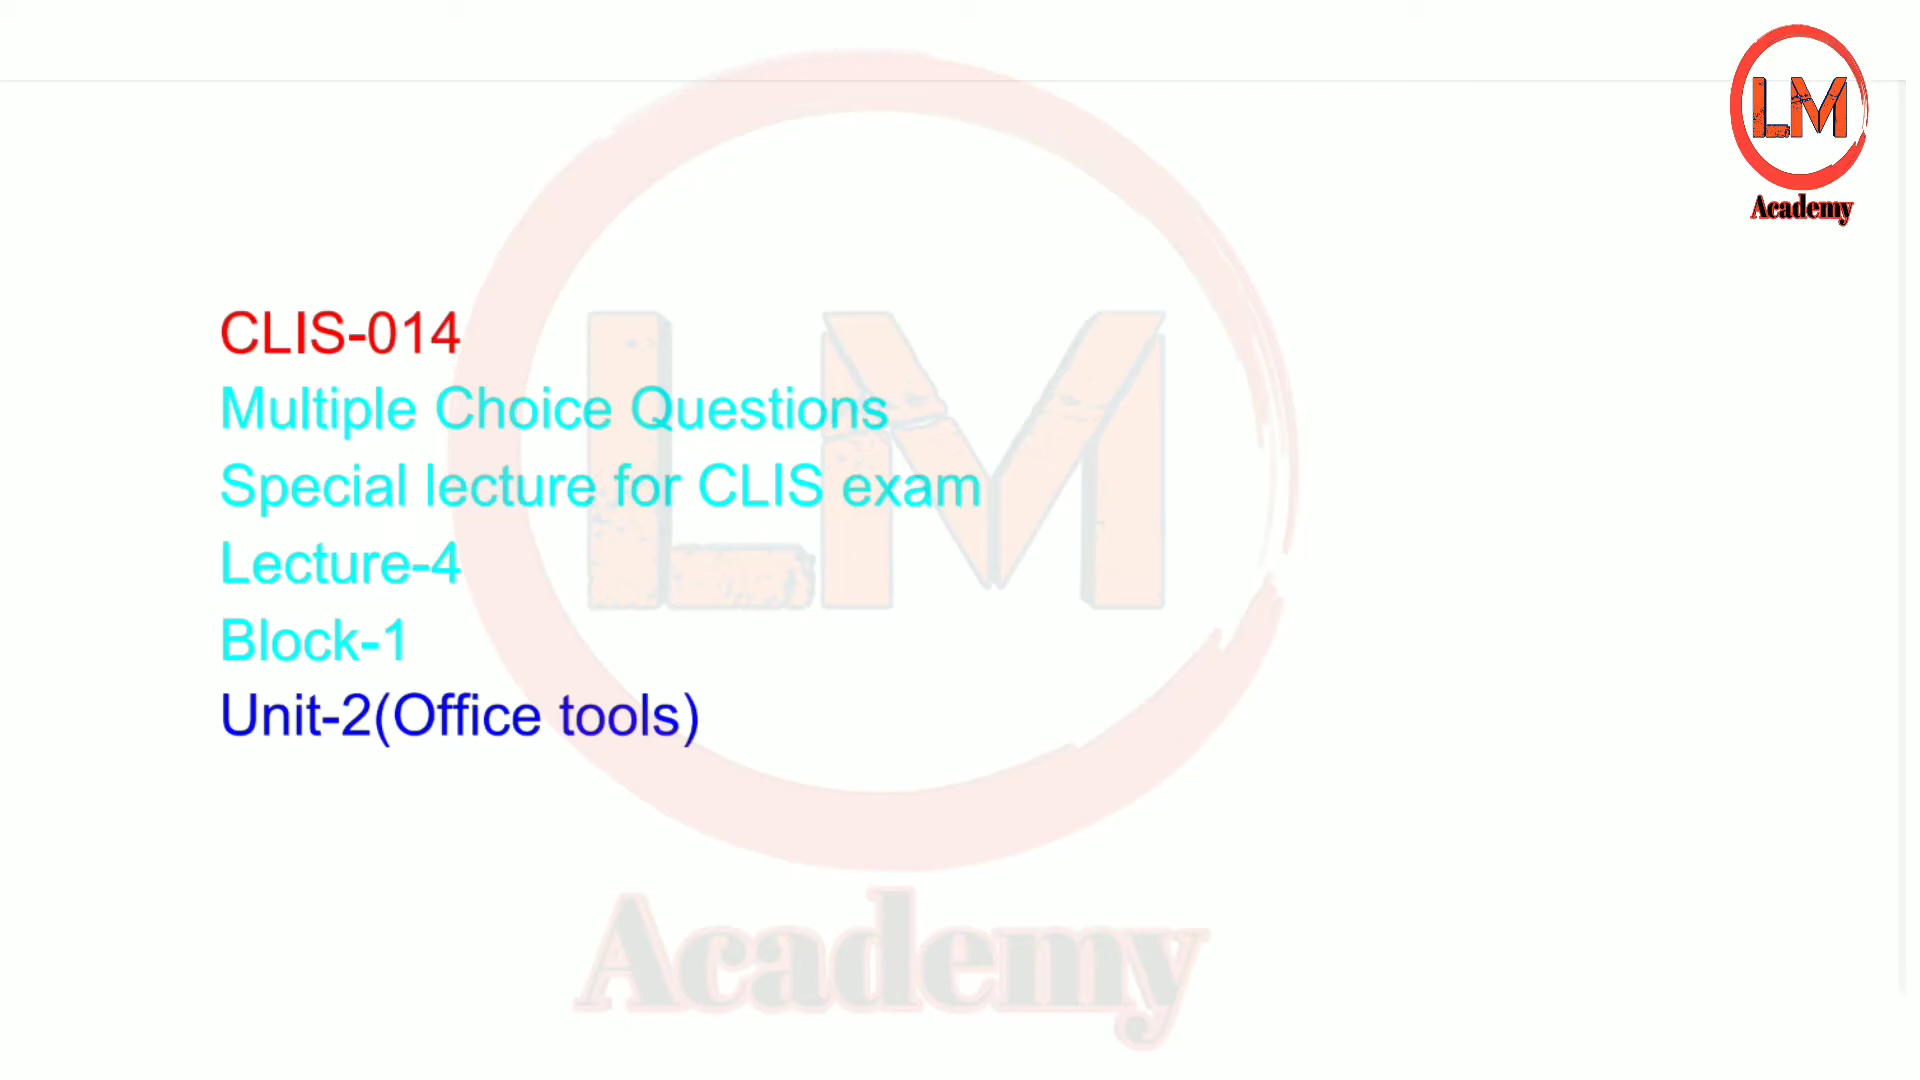 LM
Academy
CLIS-014
Multiple Choice Questions
Special lecture for CLIS exam
Lecture-4
Block-1
Unit-2(Office tools)
LM
Academy